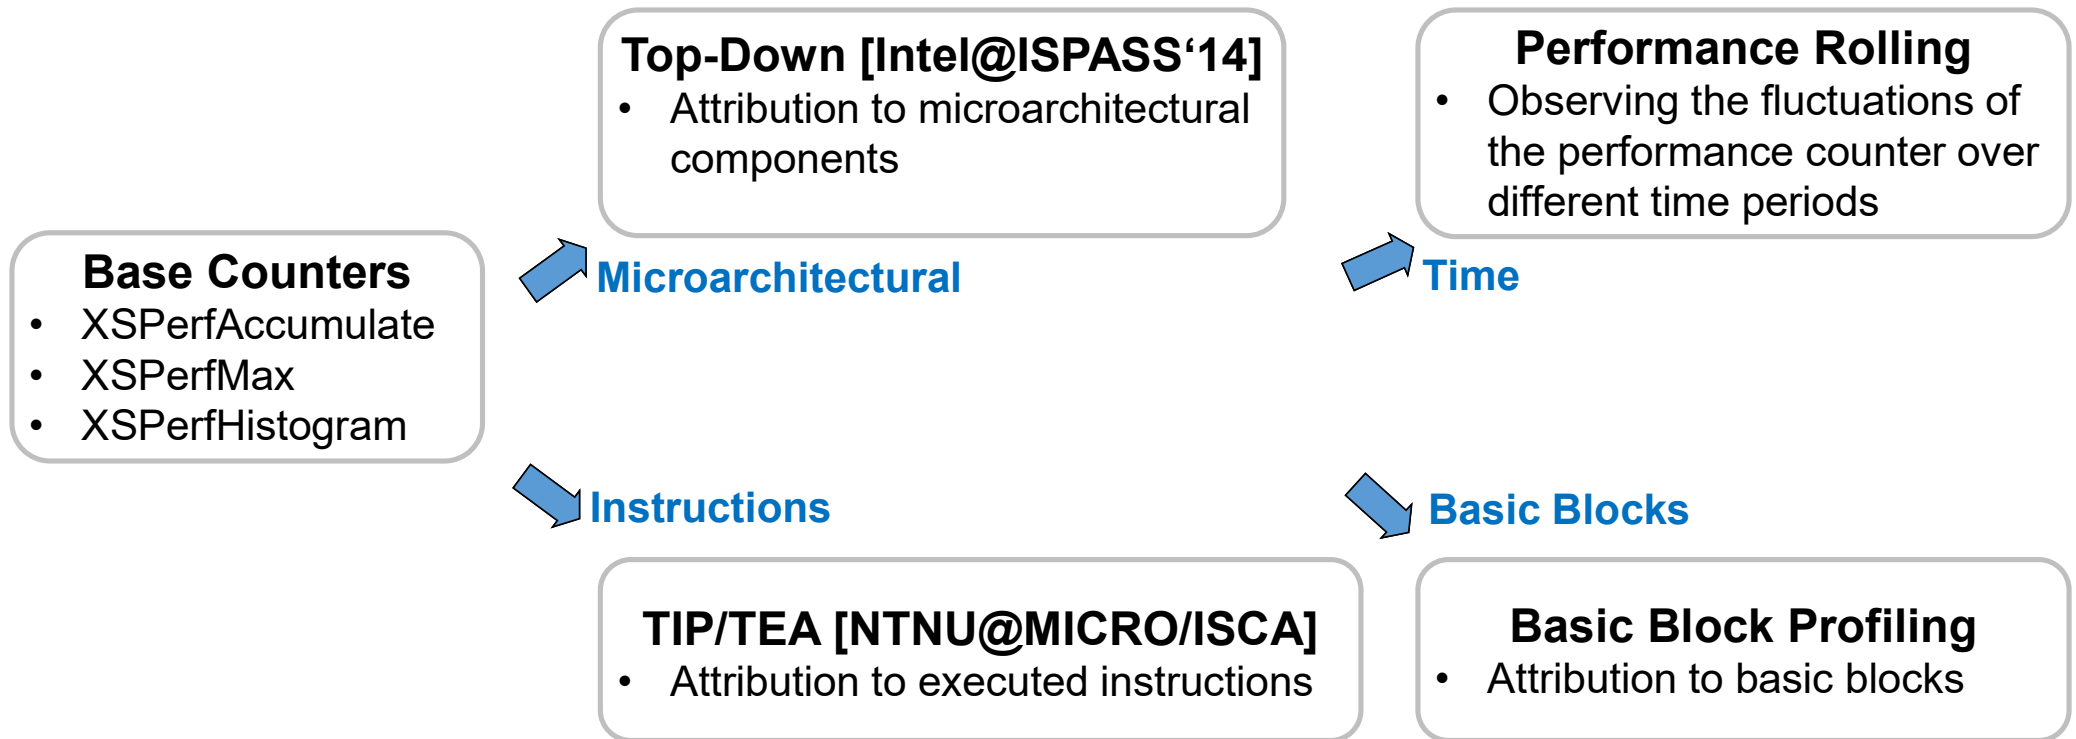 Base Counters
• XSPerfAccumulate
• XSPerfMax
• XSPerfHistogram
Top-Down [Intel@ISPASS‘14]
• Attribution to microarchitectural
components
Microarchitectural
Performance Rolling
• Observing the fluctuations of
the performance counter over
different time periods
Time
Instructions
TIP/TEA [NTNU@MICRO/ISCA]
• Attribution to executed instructions
Basic Blocks
Basic Block Profiling
• Attribution to basic blocks